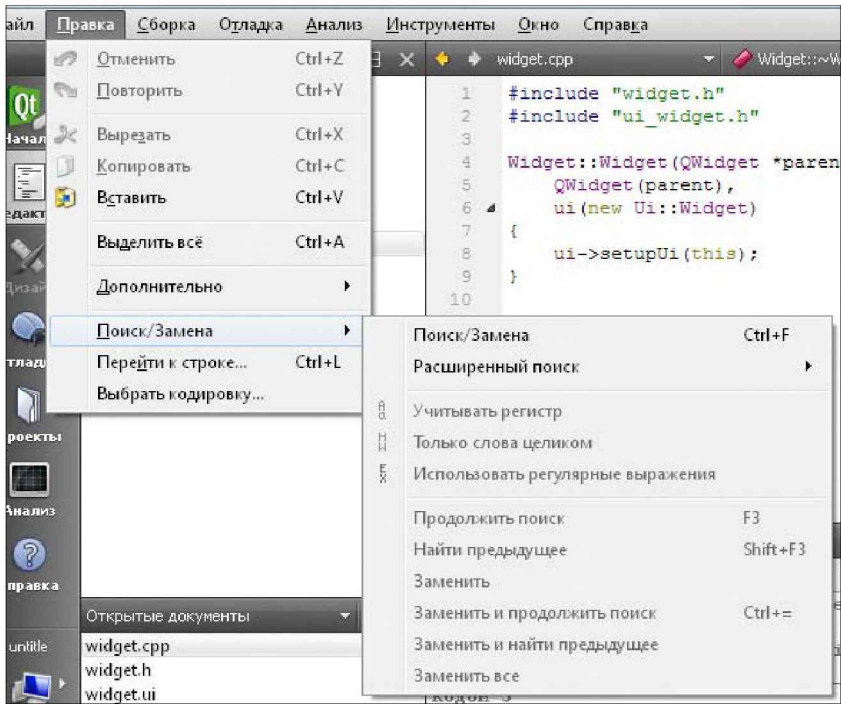 айл Правка Сборка Отладка Анализ Инструменты Окно Справка
Отменить Ctrl+Z
Повторить Ctrl+Y
Вырезать Ctrl+X
Копировать Ctrl+C
Вставить Ctrl+V
Выделить всё Ctrl+A
Дополнительно
Поиск/Замена
Перейти к строке... Ctrl+L
Выбрать кодировку...
widget.cpp Widget::~W
1 #include "widget.h"
2 #include "ui_widget.h"
3
4 Widget::Widget(QWidget *paren
5 QWidget(parent),
6 ui(new Ui::Widget)
7 {
8 ui->setupUi(this);
9 }
10
Поиск/Замена Ctrl+F
Расширенный поиск
Учитывать регистр
Только слова целиком
Использовать регулярные выражения
Продолжить поиск F3
Найти предыдущее Shift+F3
Заменить
Заменить и продолжить поиск Ctrl+=
Заменить и найти предыдущее
Заменить все
Qt
Начал
едакт
Дизай
тлад
роекты
Анализ
правка
untitle
Открытые документы
widget.cpp
widget.h
widget.ui